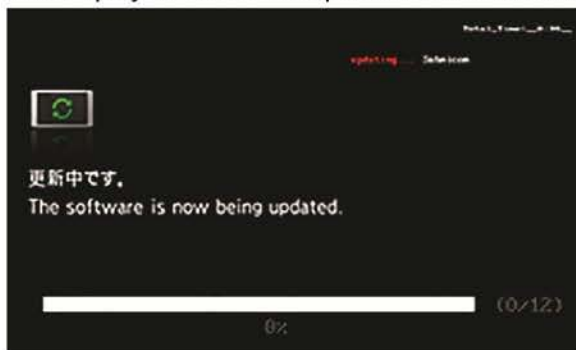 updating...
更新中です。
The software is now being updated.
(0/12)
0%